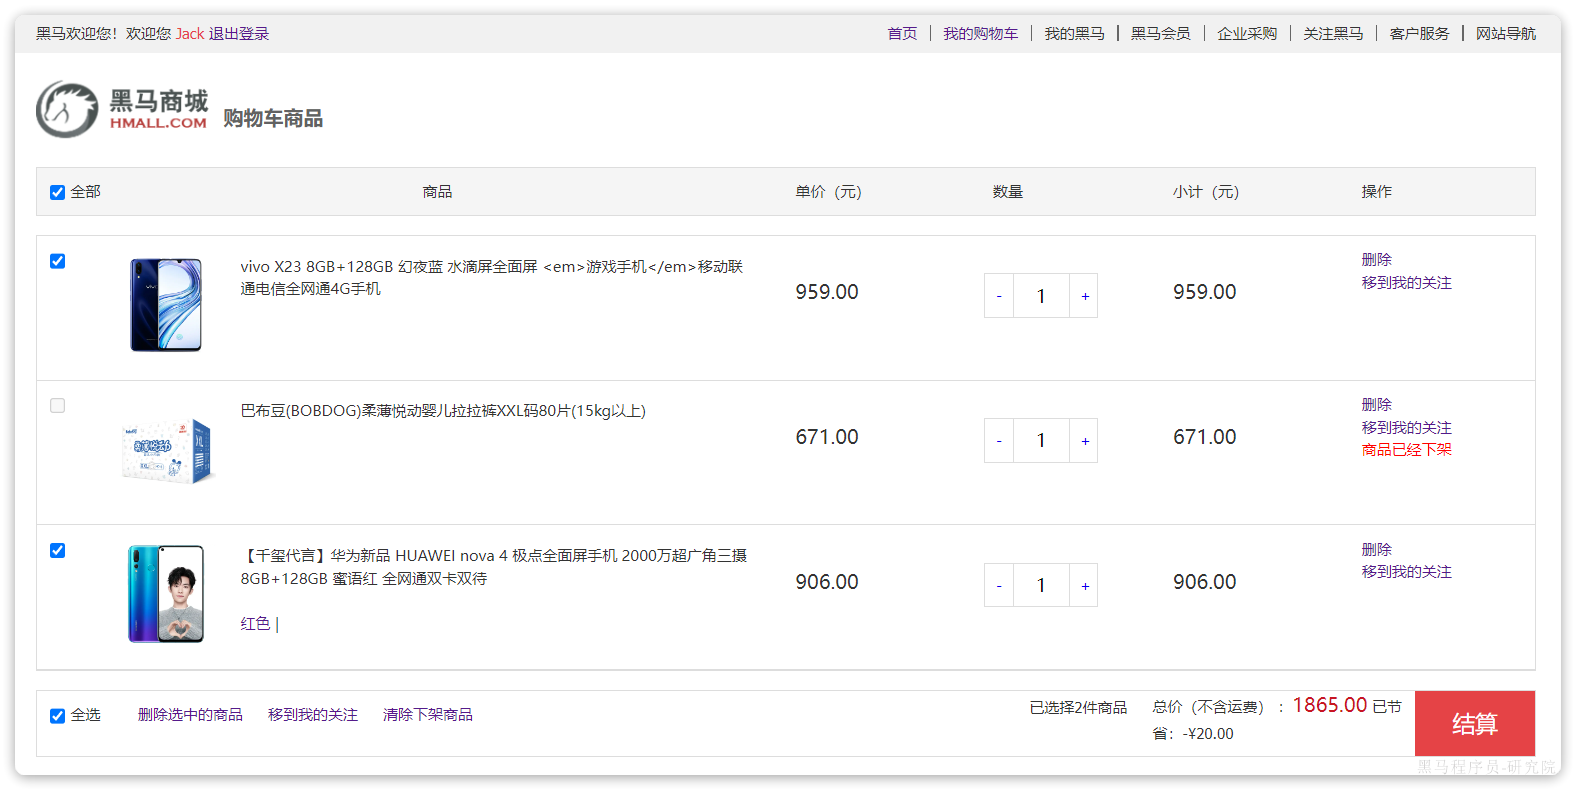 黑马欢迎您！欢迎您 Jack 退出登录
首页 | 我的购物车 | 我的黑马 | 黑马会员 | 企业采购 | 关注黑马 | 客户服务 | 网站导航
黑马商城
HMALL.COM
购物车商品
全部 商品 单价（元） 数量 小计（元） 操作
vivo X23 8GB+128GB 幻夜蓝 水滴屏全面屏 <em>游戏手机</em>移动联
通电信全网通4G手机
959.00 - 1 + 959.00
删除
移到我的关注
巴布豆(BOBDOG)柔薄悦动婴儿拉拉裤XXL码80片(15kg以上)
671.00 - 1 + 671.00
删除
移到我的关注
商品已经下架
柔薄悦动
【千玺代言】华为新品 HUAWEI nova 4 极点全面屏手机 2000万超广角三摄
8GB+128GB 蜜语红 全网通双卡双待
红色 |
906.00 - 1 + 906.00
删除
移到我的关注
全选 删除选中的商品 移到我的关注 清除下架商品
已选择2件商品 总价（不含运费）：1865.00 已节
省：-¥20.00
结算
黑马程序员-研究院